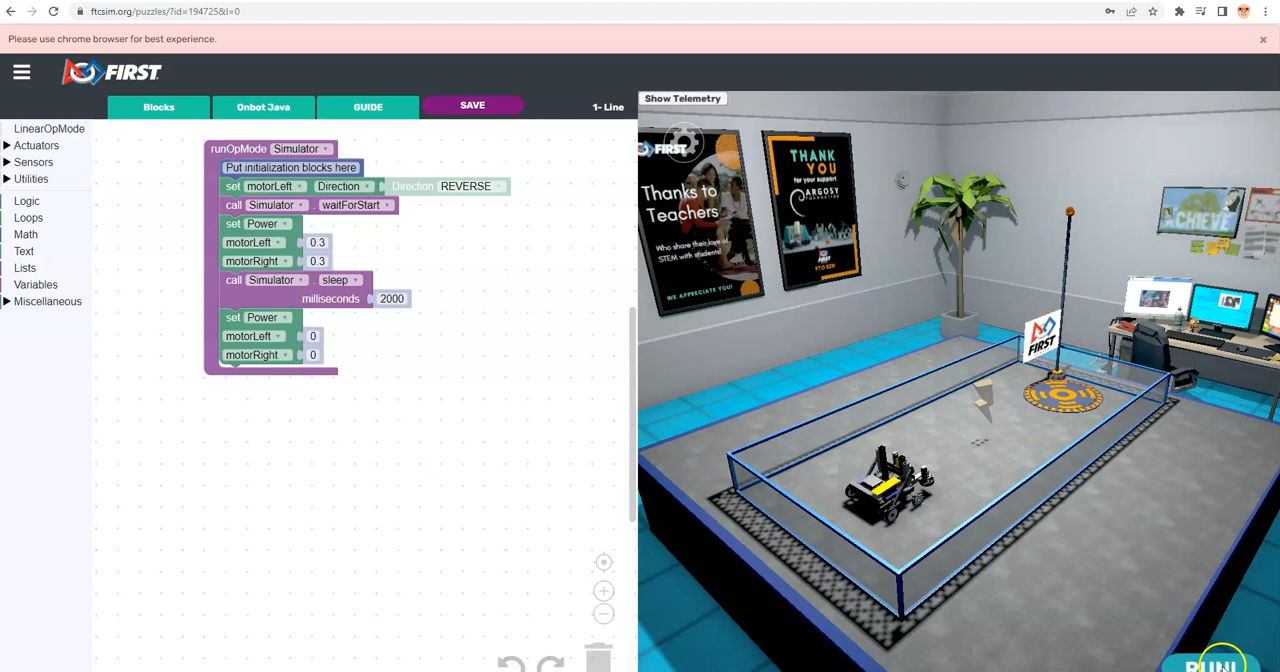 ftcsim.org/puzzles/?id=194725&l=0
Please use chrome browser for best experience.
×
FIRST
Blocks
Onbot Java
GUIDE
SAVE
1- Line
Show Telemetry
LinearOpMode
Actuators
Sensors
Utilities
Logic
Loops
Math
Text
Lists
Variables
Miscellaneous
runOpMode Simulator
Put initialization blocks here
set motorLeft . Direction Direction REVERSE
call Simulator . waitForStart
set Power
motorLeft 0.3
motorRight 0.3
call Simulator . sleep
milliseconds 2000
set Power
motorLeft 0
motorRight 0
FIRST
Thanks to
Teachers
Who share their love of
STEM with students!
WE APPRECIATE YOU!
THANK
YOU
for your support
ARGOSY
FOUNDATION
FTC SIM
ACHIEVE
FIRST
RUN!